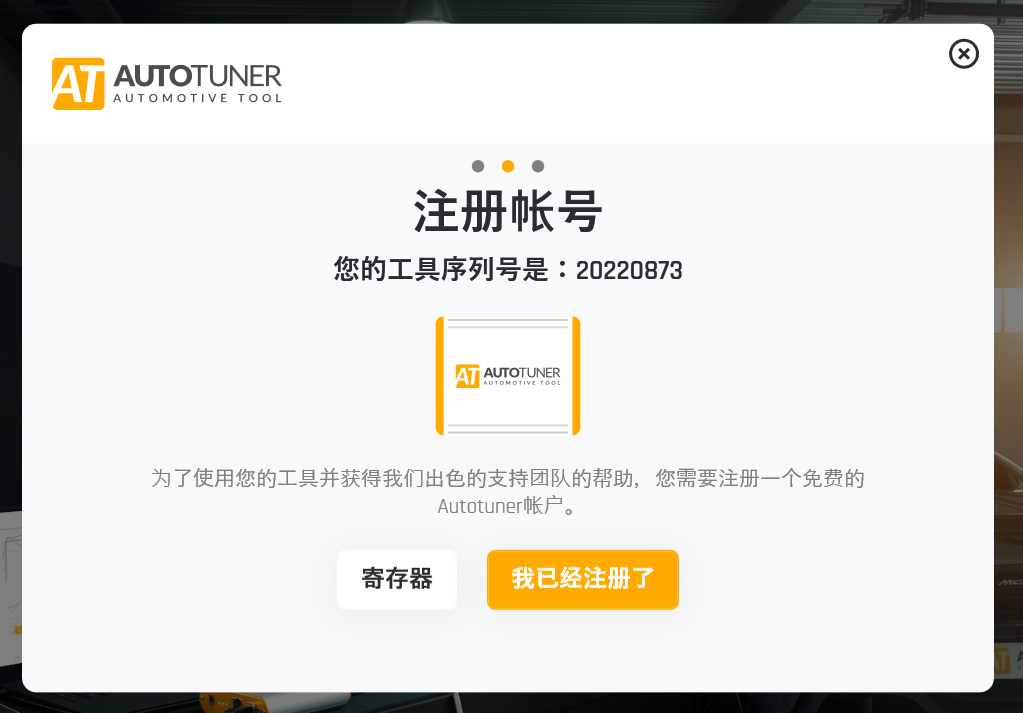 AT AUTOTUNER
AUTOMOTIVE TOOL
注册帐号
您的工具序列号是：20220873
AT AUTOTUNER
AUTOMOTIVE TOOL
为了使用您的工具并获得我们出色的支持团队的帮助，您需要注册一个免费的
Autotuner帐户。
寄存器
我已经注册了